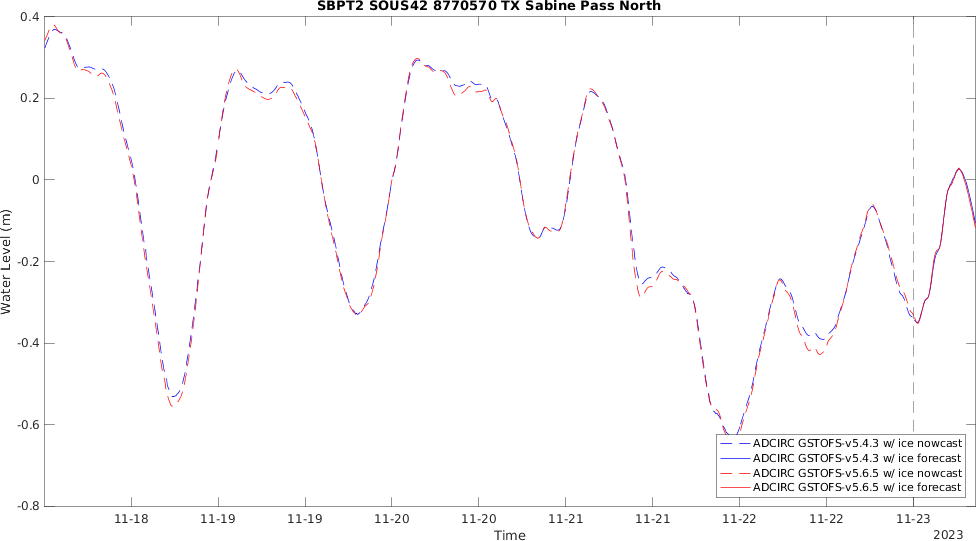 SBPT2 SOUS42 8770570 TX Sabine Pass North
Water Level (m)
0.4
0.2
0
-0.2
-0.4
-0.6
-0.8
ADCIRC GSTOFS-v5.4.3 w/ ice nowcast
ADCIRC GSTOFS-v5.4.3 w/ ice forecast
ADCIRC GSTOFS-v5.6.5 w/ ice nowcast
ADCIRC GSTOFS-v5.6.5 w/ ice forecast
11-18 11-19 11-19 11-20 11-20 11-21 11-21 11-22 11-22 11-23
Time
2023